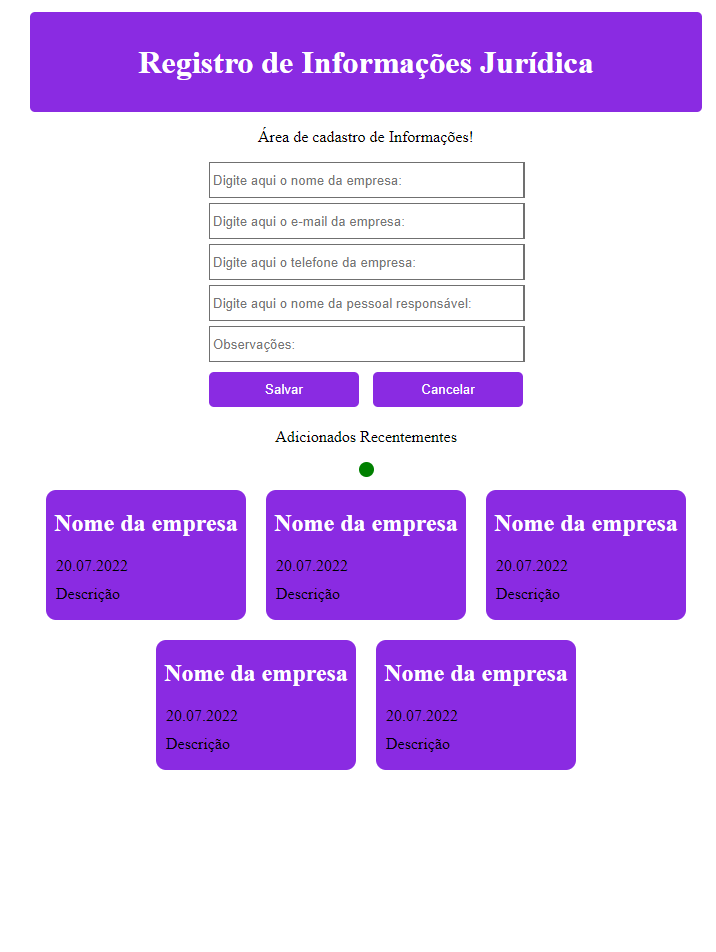 Registro de Informações Jurídica
Área de cadastro de Informações!
Digite aqui o nome da empresa:
Digite aqui o e-mail da empresa:
Digite aqui o telefone da empresa:
Digite aqui o nome da pessoal responsável:
Observações:
Salvar
Cancelar
Adicionados Recentementes
Nome da empresa
20.07.2022
Descrição
Nome da empresa
20.07.2022
Descrição
Nome da empresa
20.07.2022
Descrição
Nome da empresa
20.07.2022
Descrição
Nome da empresa
20.07.2022
Descrição